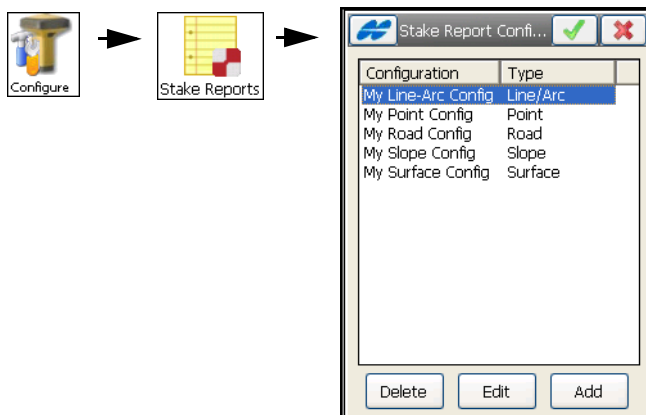 Configure
Stake Reports
Stake Report Confi...
Configuration Type
My Line-Arc Config Line/Arc
My Point Config Point
My Road Config Road
My Slope Config Slope
My Surface Config Surface
Delete Edit Add